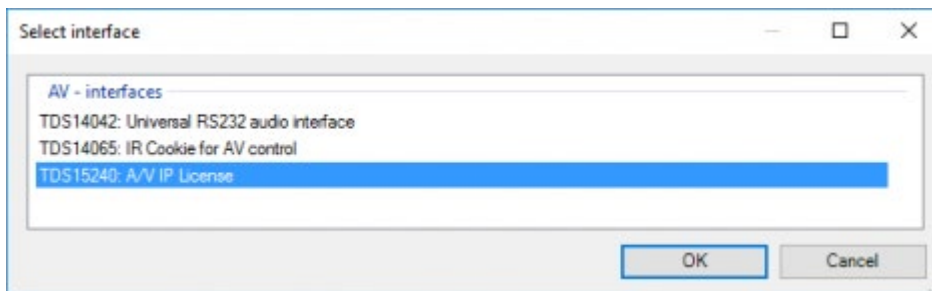 Select interface
AV - interfaces
TDS14042: Universal RS232 audio interface
TDS14065: IR Cookie for AV control
TDS15240: A/V IP License
OK Cancel